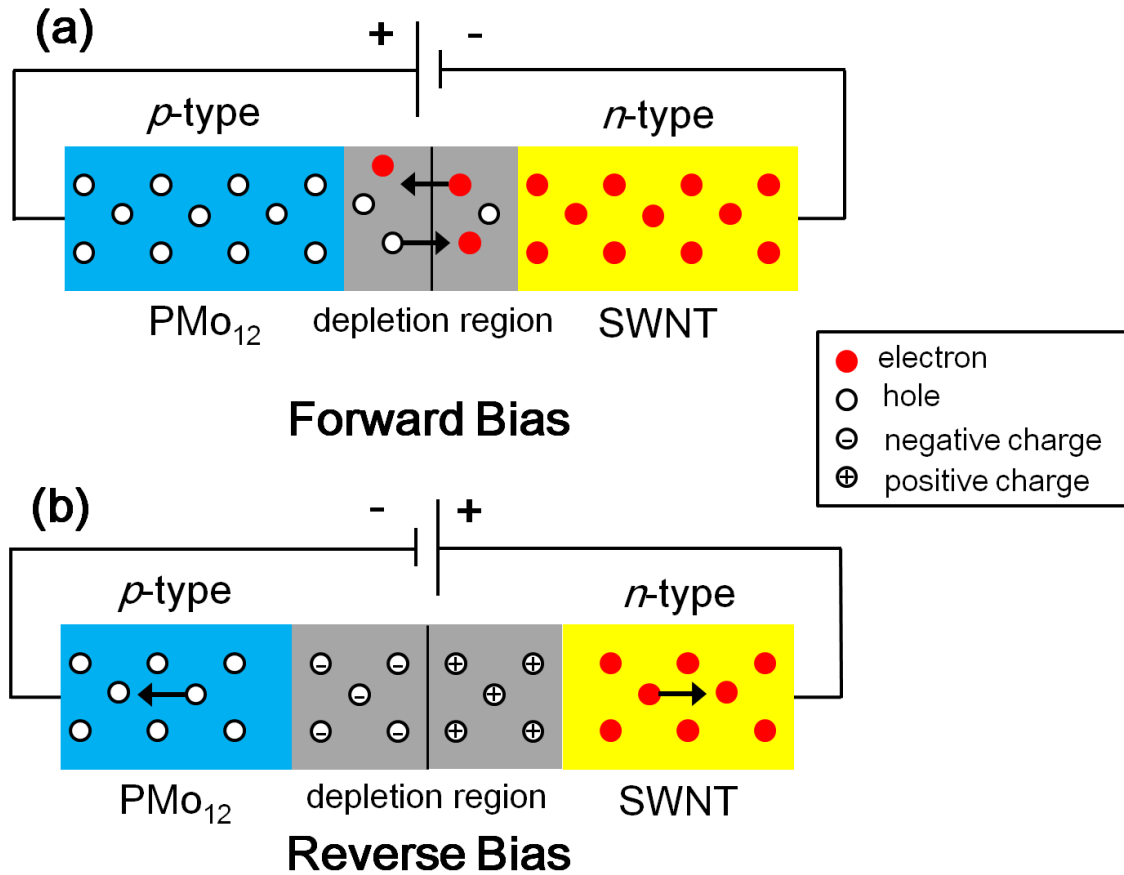 (a)
+ -
p-type n-type
PMo₁₂ depletion region SWNT
Forward Bias
electron
hole
negative charge
positive charge
(b)
- +
p-type n-type
PMo₁₂ depletion region SWNT
Reverse Bias